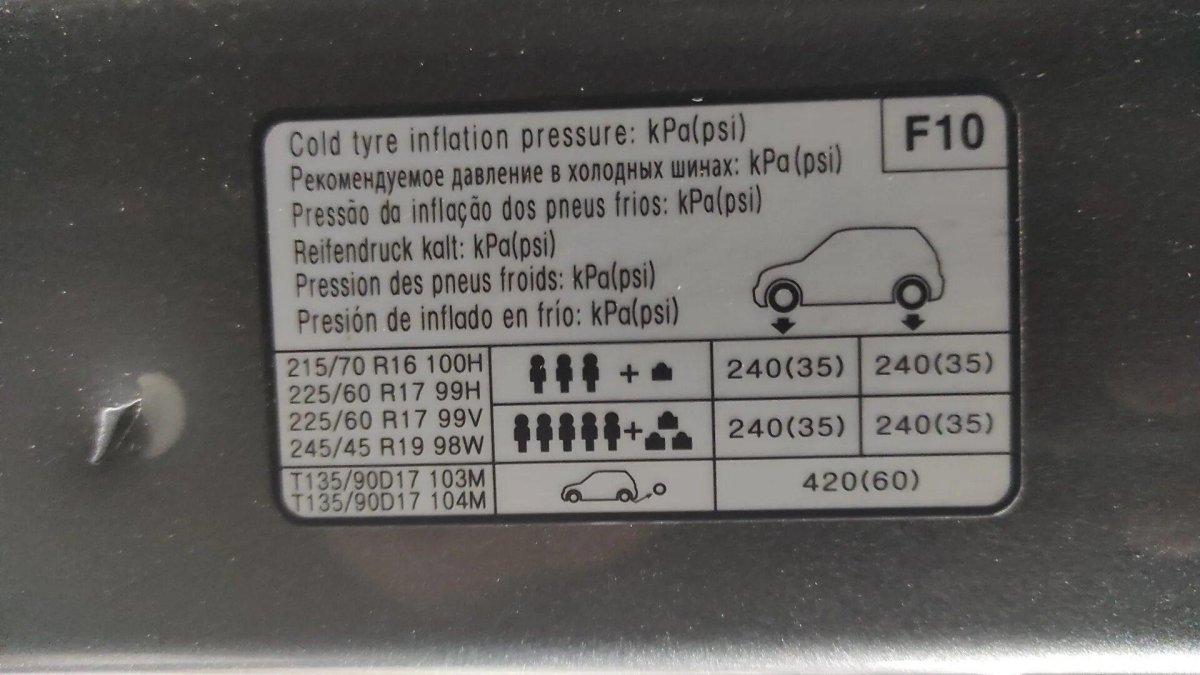 Cold tyre inflation pressure: kPa(psi)
F10
Рекомендуемое давление в холодных шинах: kPa(psi)
Pressão da inflação dos pneus frios: kPa(psi)
Reifendruck kalt: kPa(psi)
Pression des pneus froids: kPa(psi)
Presión de inflado en frío: kPa(psi)
215/70 R16 100H
225/60 R17 99H
225/60 R17 99V
245/45 R19 98W
+
240(35) 240(35)
+
240(35) 240(35)
T135/90D17 103M
T135/90D17 104M
420(60)